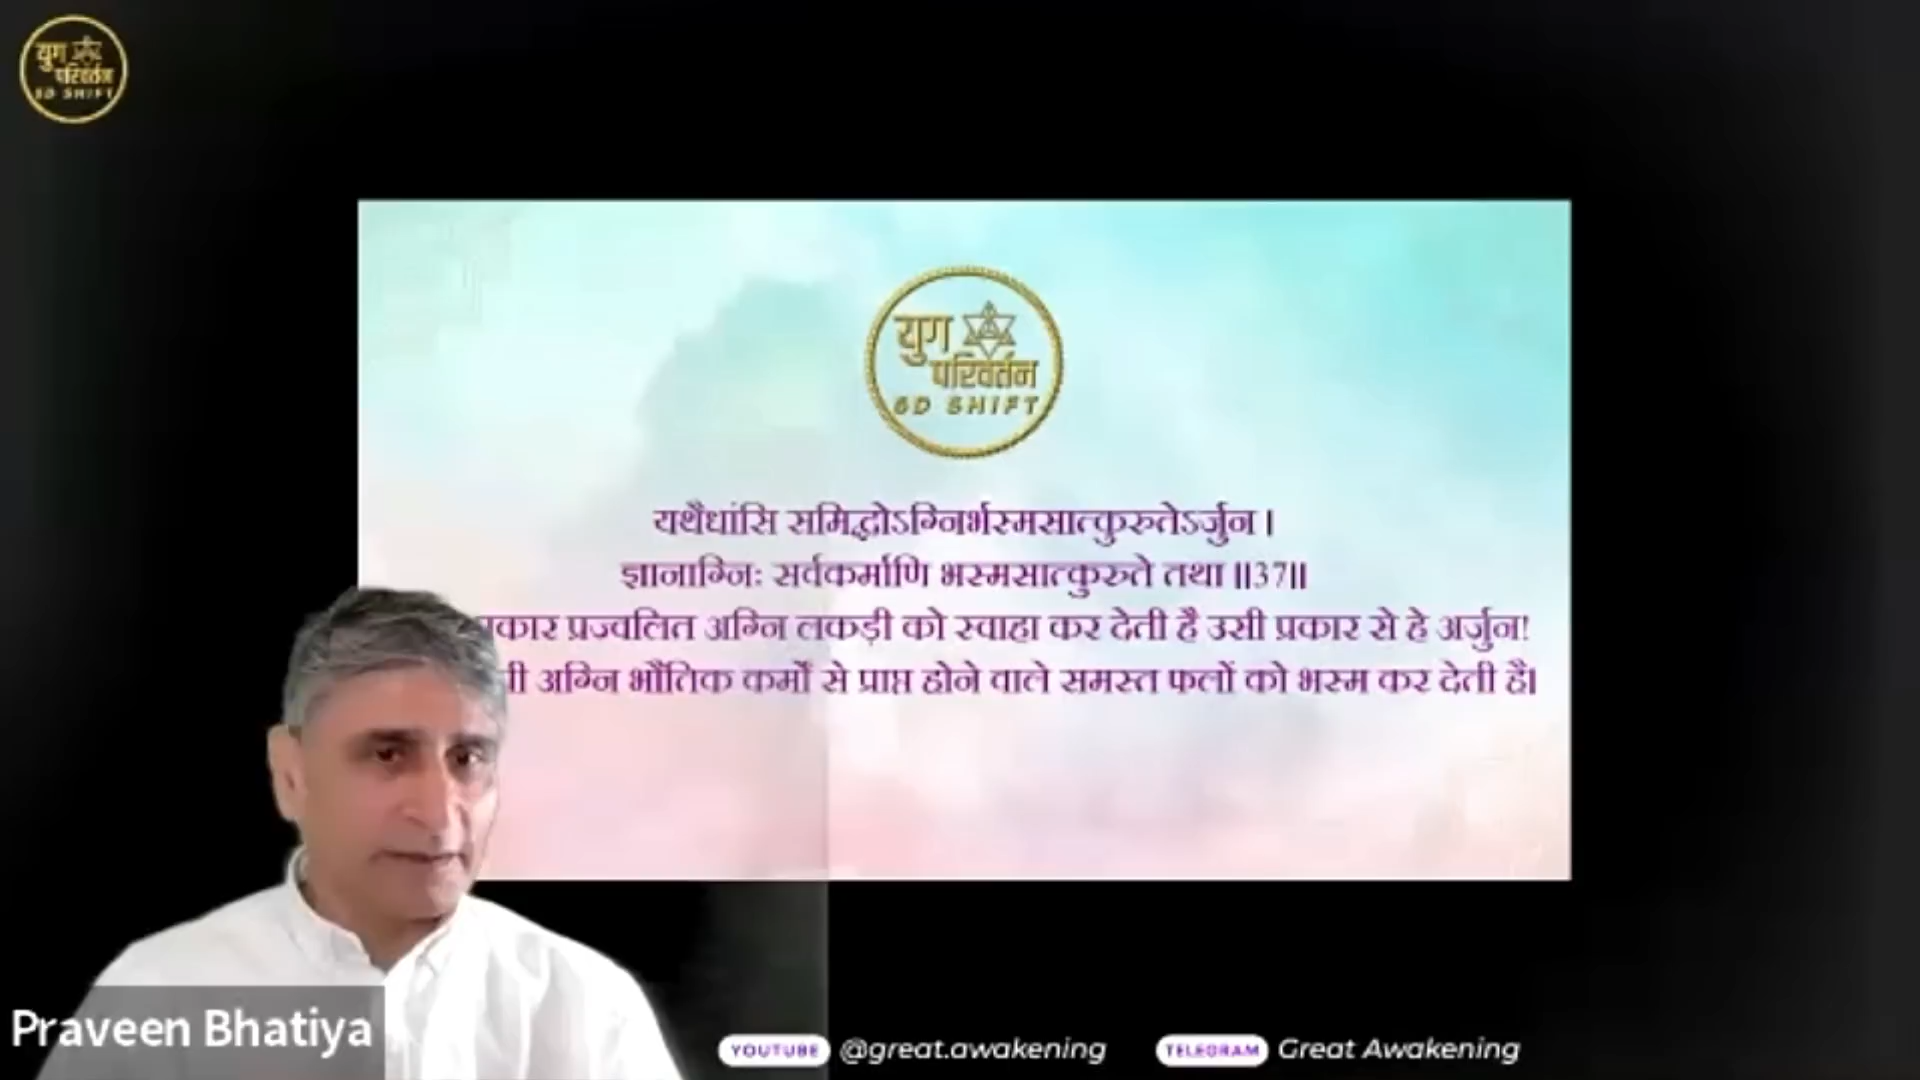 युग
परिवर्तन
5D SHIFT
युग
परिवर्तन
5D SHIFT
यथैधांसि समिद्धोऽग्निर्भस्मसात्कुरुतेऽर्जुन ।
ज्ञानाग्निः सर्वकर्माणि भस्मसात्कुरुते तथा ॥37॥
प्रज्वलित अग्नि लकड़ी को स्वाहा कर देती है उसी प्रकार से हे अर्जुन!
अग्नि भौतिक कर्मों से प्राप्त होने वाले समस्त फलों को भस्म कर देती है।
Praveen Bhatiya
YOUTUBE @great.awakening TELEGRAM Great Awakening